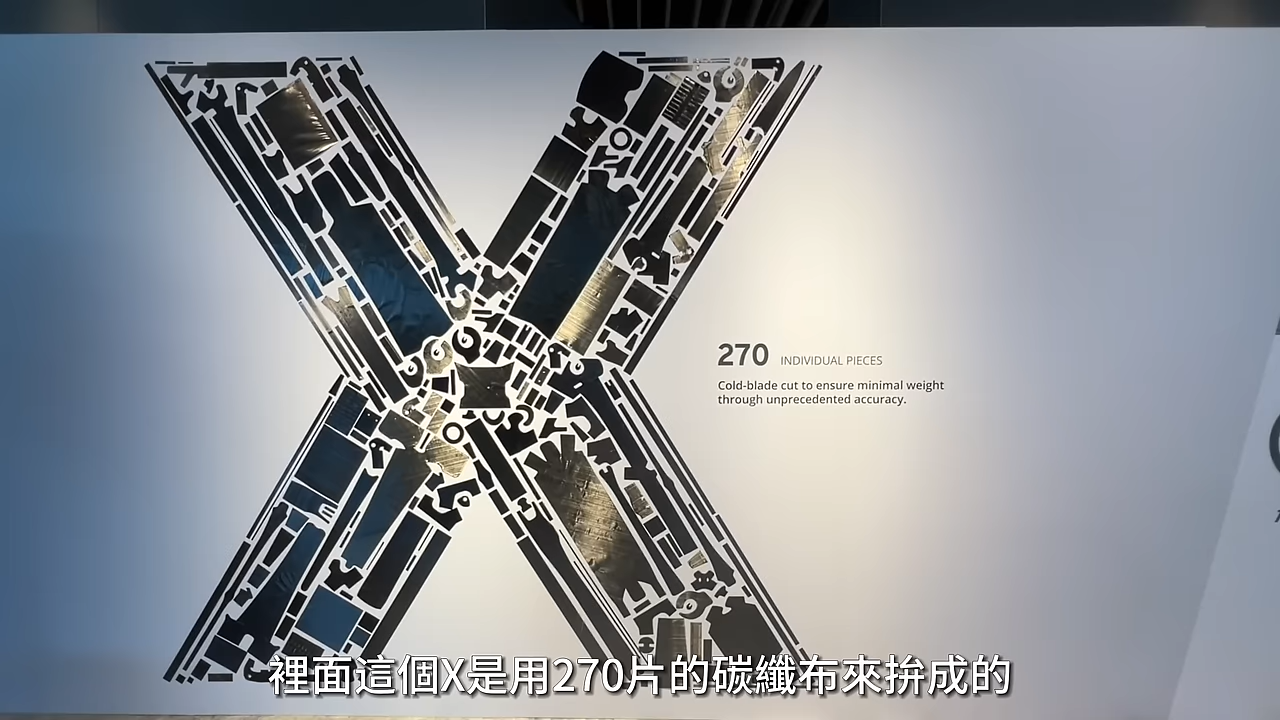 270 INDIVIDUAL PIECES
Cold-blade cut to ensure minimal weight
through unprecedented accuracy.
裡面這個X是用270片的碳纖布來拚成的